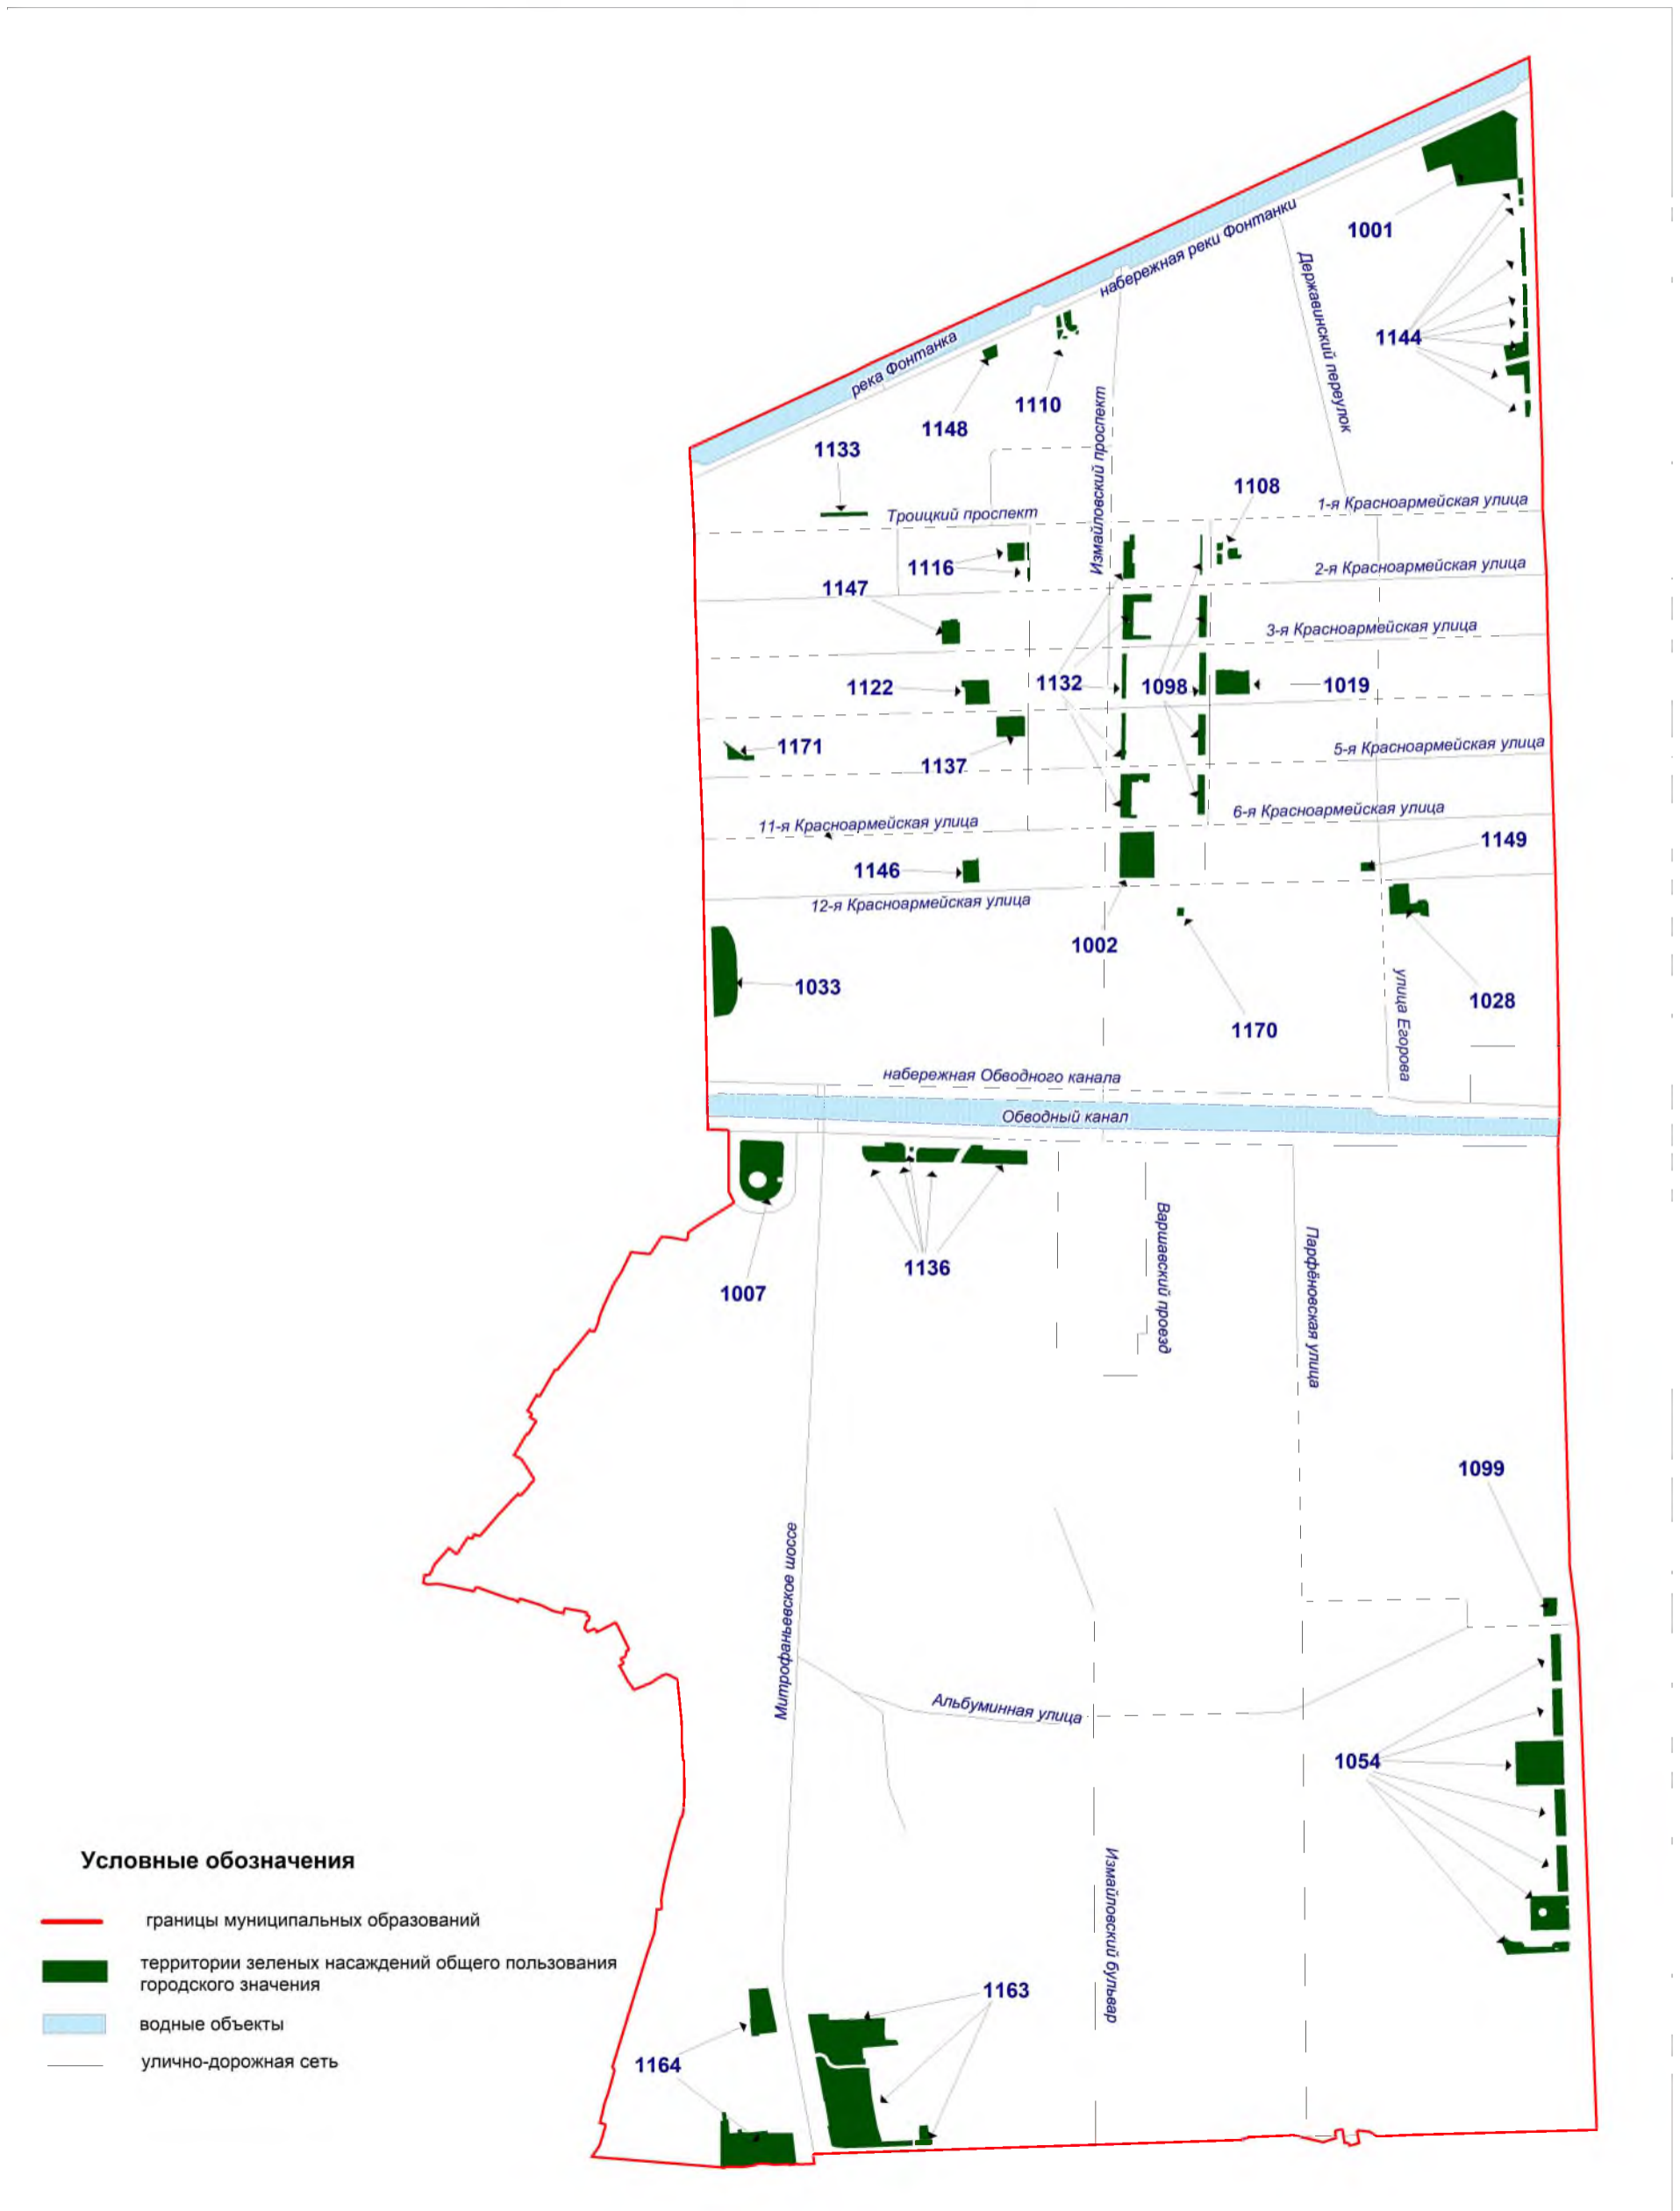 1001
набережная реки Фонтанки
Державинский переулок
1144
река Фонтанка
1110
1148
Измайловский проспект
1133
1108
1-я Красноармейская улица
Троицкий проспект
1116
2-я Красноармейская улица
1147
3-я Красноармейская улица
1122
1132
1098
1019
1171
1137
5-я Красноармейская улица
6-я Красноармейская улица
11-я Красноармейская улица
1149
1146
12-я Красноармейская улица
1002
1033
1028
1170
улица Егорова
набережная Обводного канала
Обводный канал
1136
1007
Варшавский проезд
Парфёновская улица
1099
Митрофаньевское шоссе
Альбуминная улица
1054
Измайловский бульвар
Условные обозначения
границы муниципальных образований
территории зеленых насаждений общего пользования
городского значения
водные объекты
улично-дорожная сеть
1163
1164